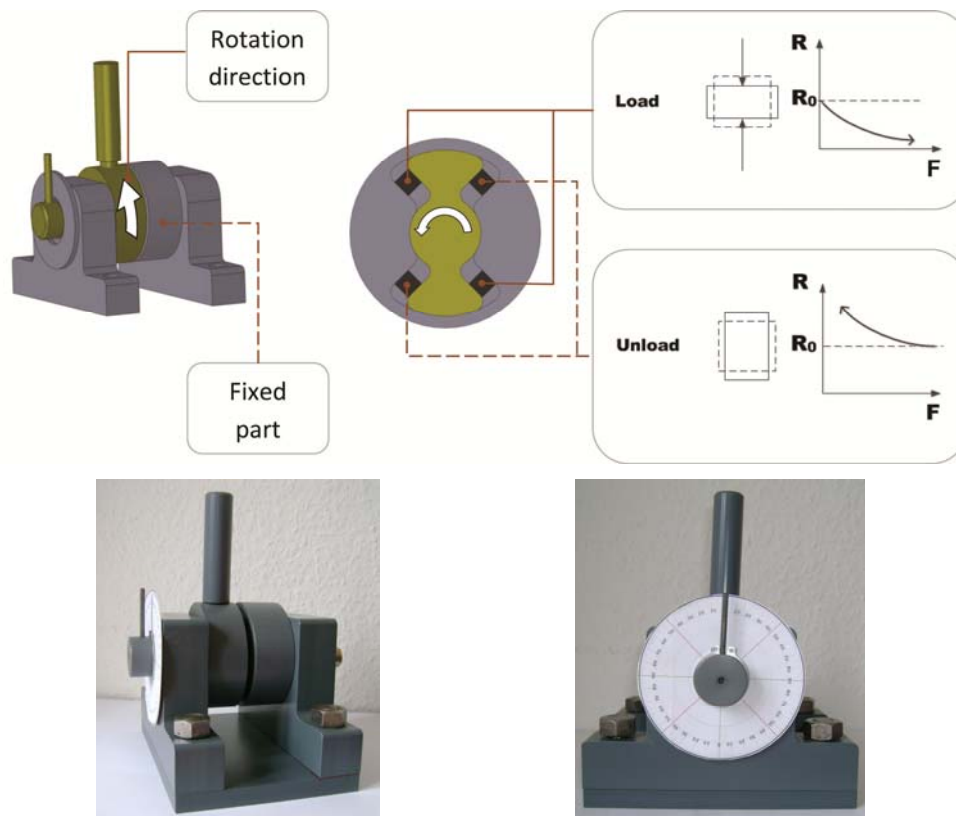 Rotation
direction
Fixed
part
Load
R
R₀
F
Unload
R
R₀
F